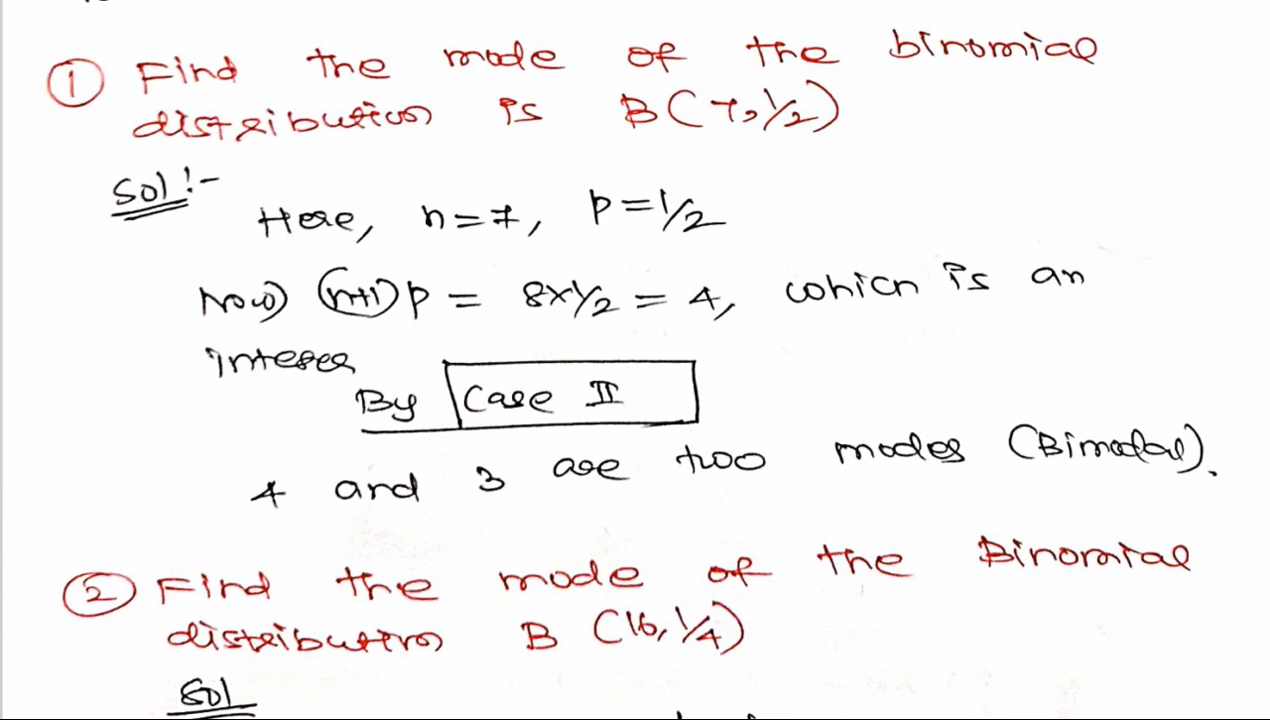 ① Find the mode of the binomial
distribution is B(7, 1/2)
Sol:-
Here, n=7, p=1/2
Now (n+1)p = 8×1/2 = 4, which is an
integer
By Case II
4 and 3 are two modes (Bimodal).
② Find the mode of the Binomial
distribution B (16, 1/4)
Sol